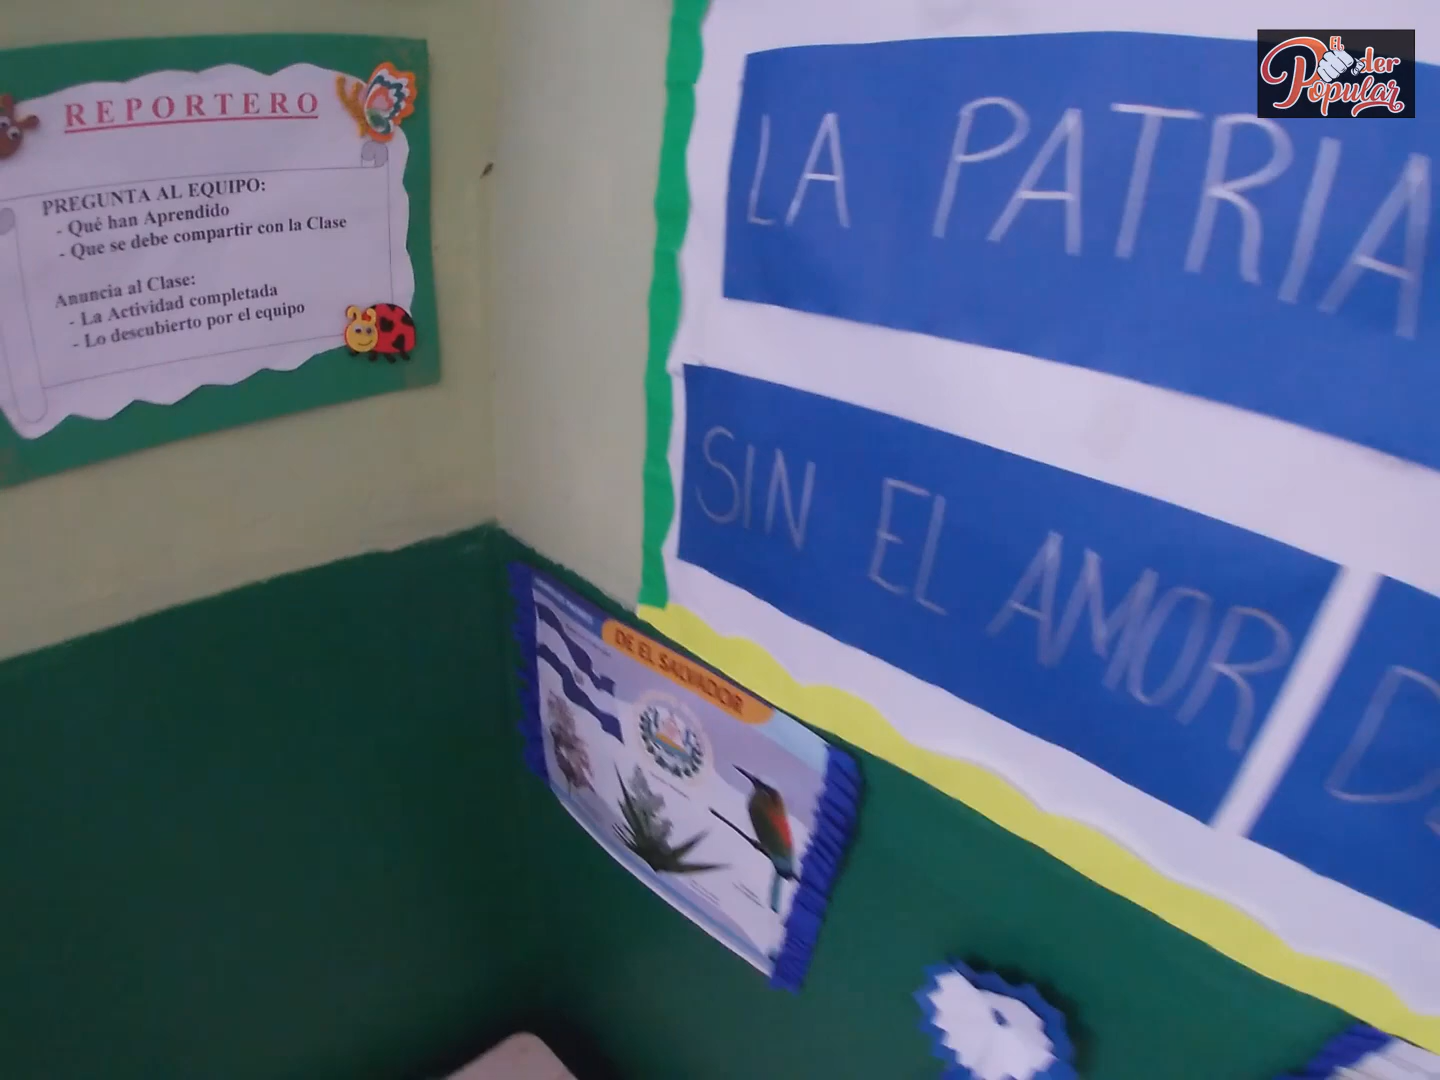 REPORTERO
PREGUNTA AL EQUIPO:
- Qué han Aprendido
- Que se debe compartir con la Clase
Anuncia al Clase:
- La Actividad completada
- Lo descubierto por el equipo
El Poder
Popular
LA PATRIA
SIN EL AMOR
DE EL SALVADOR